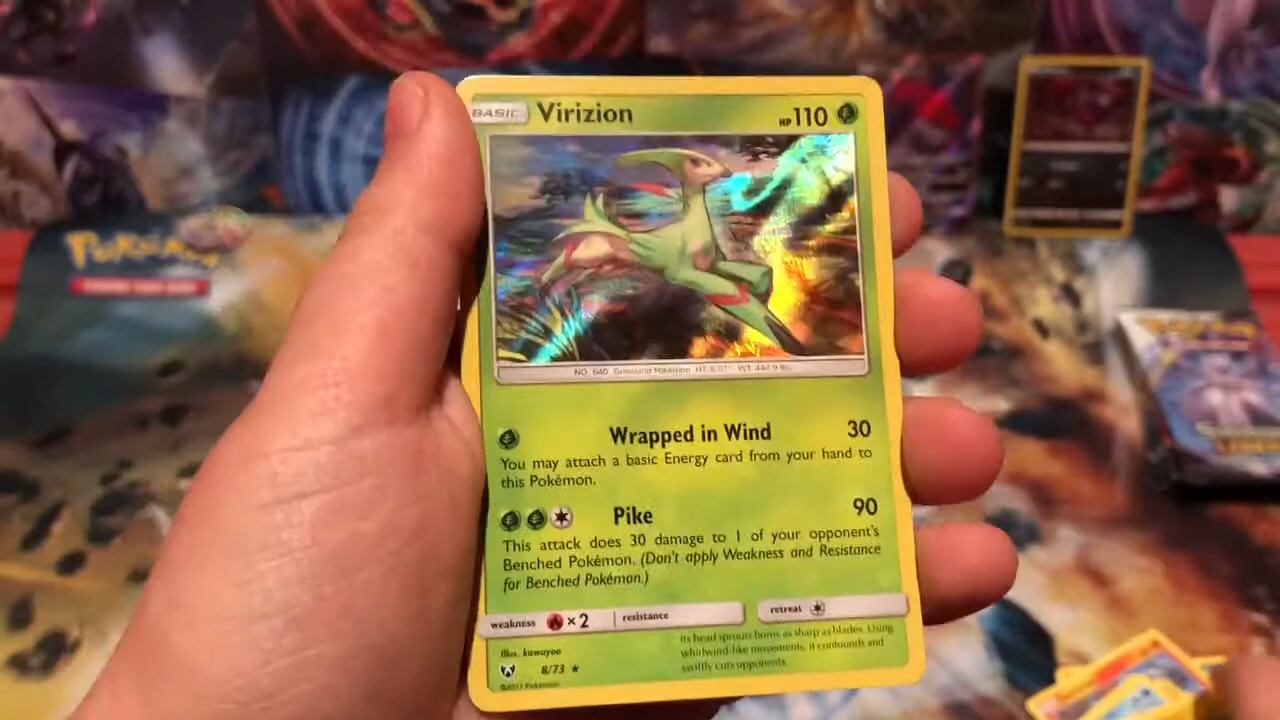 Pokémon
BASIC Virizion HP 110
NO. 640 Grassland Pokémon HT: 6'07" WT: 440.9 lbs.
Wrapped in Wind 30
You may attach a basic Energy card from your hand to
this Pokémon.
Pike 90
This attack does 30 damage to 1 of your opponent's
Benched Pokémon. (Don't apply Weakness and Resistance
for Benched Pokémon.)
weakness ×2 resistance retreat
Illus. kawayoo
8/73 ★
©2017 Pokémon
Its head sprouts horns as sharp as blades. Using
whirlwind-like movements, it confounds and
swiftly cuts opponents.